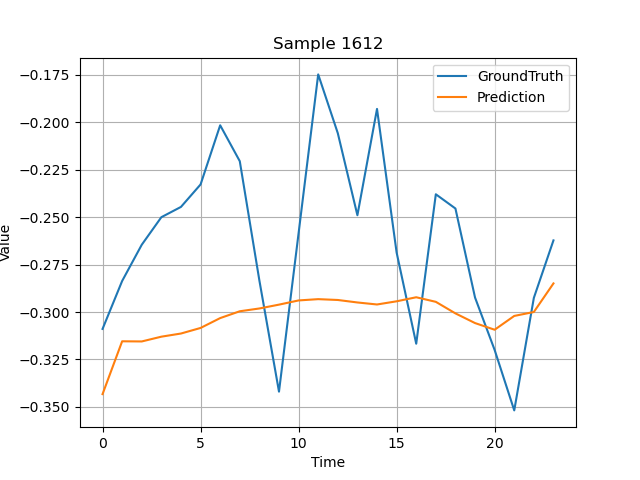 Sample 1612
GroundTruth
Prediction
−0.175
−0.200
−0.225
−0.250
−0.275
−0.300
−0.325
−0.350
Value
0 5 10 15 20
Time